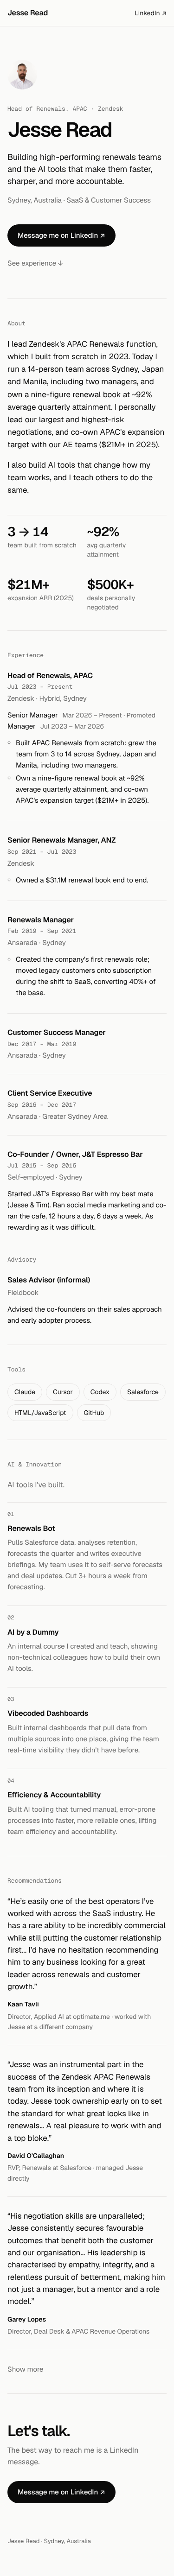 Jesse Read
LinkedIn ↗
Head of Renewals, APAC · Zendesk
Jesse Read
Building high-performing renewals teams
and the AI tools that make them faster,
sharper, and more accountable.
Sydney, Australia · SaaS & Customer Success
Message me on LinkedIn ↗
See experience ↓
About
I lead Zendesk's APAC Renewals function,
which I built from scratch in 2023. Today I
run a 14-person team across Sydney, Japan
and Manila, including two managers, and
own a nine-figure renewal book at ~92%
average quarterly attainment. I personally
lead our largest and highest-risk
negotiations, and co-own APAC's expansion
target with our AE teams ($21M+ in 2025).
I also build AI tools that change how my
team works, and I teach others to do the
same.
3 → 14
team built from scratch
~92%
avg quarterly
attainment
$21M+
expansion ARR (2025)
$500K+
deals personally
negotiated
Experience
Head of Renewals, APAC
Jul 2023 – Present
Zendesk · Hybrid, Sydney
Senior Manager Mar 2026 – Present · Promoted
Manager Jul 2023 – Mar 2026
Built APAC Renewals from scratch: grew the
team from 3 to 14 across Sydney, Japan and
Manila, including two managers.
Own a nine-figure renewal book at ~92%
average quarterly attainment, and co-own
APAC's expansion target ($21M+ in 2025).
Senior Renewals Manager, ANZ
Sep 2021 – Jul 2023
Zendesk
Owned a $31.1M renewal book end to end.
Renewals Manager
Feb 2019 – Sep 2021
Ansarada · Sydney
Created the company's first renewals role;
moved legacy customers onto subscription
during the shift to SaaS, converting 40%+ of
the base.
Customer Success Manager
Dec 2017 – Mar 2019
Ansarada · Sydney
Client Service Executive
Sep 2016 – Dec 2017
Ansarada · Greater Sydney Area
Co-Founder / Owner, J&T Espresso Bar
Jul 2015 – Sep 2016
Self-employed · Sydney
Started J&T's Espresso Bar with my best mate
(Jesse & Tim). Ran social media marketing and co-
ran the cafe, 12 hours a day, 6 days a week. As
rewarding as it was difficult.
Advisory
Sales Advisor (informal)
Fieldbook
Advised the co-founders on their sales approach
and early adopter process.
Tools
Claude
Cursor
Codex
Salesforce
HTML/JavaScript
GitHub
AI & Innovation
AI tools I've built.
01
Renewals Bot
Pulls Salesforce data, analyses retention,
forecasts the quarter and writes executive
briefings. My team uses it to self-serve forecasts
and deal updates. Cut 3+ hours a week from
forecasting.
02
AI by a Dummy
An internal course I created and teach, showing
non-technical colleagues how to build their own
AI tools.
03
Vibecoded Dashboards
Built internal dashboards that pull data from
multiple sources into one place, giving the team
real-time visibility they didn't have before.
04
Efficiency & Accountability
Built AI tooling that turned manual, error-prone
processes into faster, more reliable ones, lifting
team efficiency and accountability.
Recommendations
"He's easily one of the best operators I've
worked with across the SaaS industry. He
has a rare ability to be incredibly commercial
while still putting the customer relationship
first... I'd have no hesitation recommending
him to any business looking for a great
leader across renewals and customer
growth."
Kaan Tavli
Director, Applied AI at optimate.me · worked with
Jesse at a different company
"Jesse was an instrumental part in the
success of the Zendesk APAC Renewals
team from its inception and where it is
today. Jesse took ownership early on to set
the standard for what great looks like in
renewals... A real pleasure to work with and
a top bloke."
David O'Callaghan
RVP, Renewals at Salesforce · managed Jesse
directly
"His negotiation skills are unparalleled;
Jesse consistently secures favourable
outcomes that benefit both the customer
and our organisation... His leadership is
characterised by empathy, integrity, and a
relentless pursuit of betterment, making him
not just a manager, but a mentor and a role
model."
Garey Lopes
Director, Deal Desk & APAC Revenue Operations
Show more
Let's talk.
The best way to reach me is a LinkedIn
message.
Message me on LinkedIn ↗
Jesse Read · Sydney, Australia